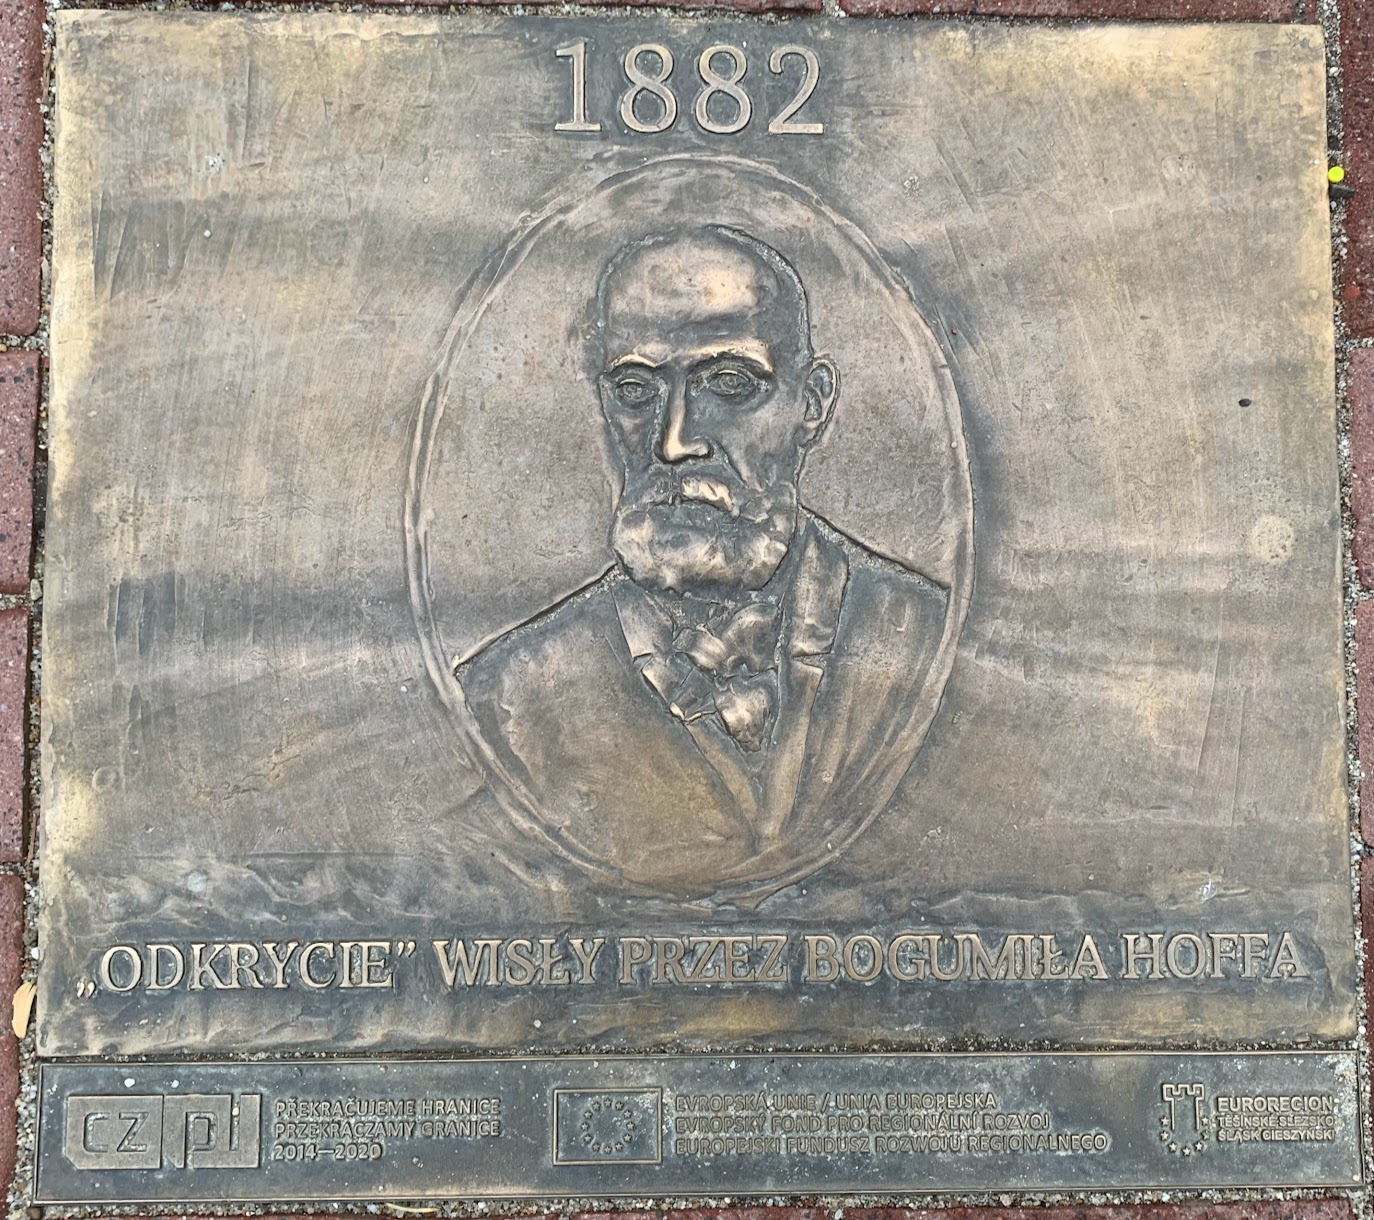 1882
„ODKRYCIE” WISŁY PRZEZ BOGUMIŁA HOFFA
cz pl
PŘEKRAČUJEME HRANICE
PRZEKRACZAMY GRANICE
2014—2020
EVROPSKÁ UNIE / UNIA EUROPEJSKA
EVROPSKÝ FOND PRO REGIONÁLNÍ ROZVOJ
EUROPEJSKI FUNDUSZ ROZWOJU REGIONALNEGO
EUROREGION
TĚŠÍNSKÉ SLEZSKO
ŚLĄSK CIESZYŃSKI